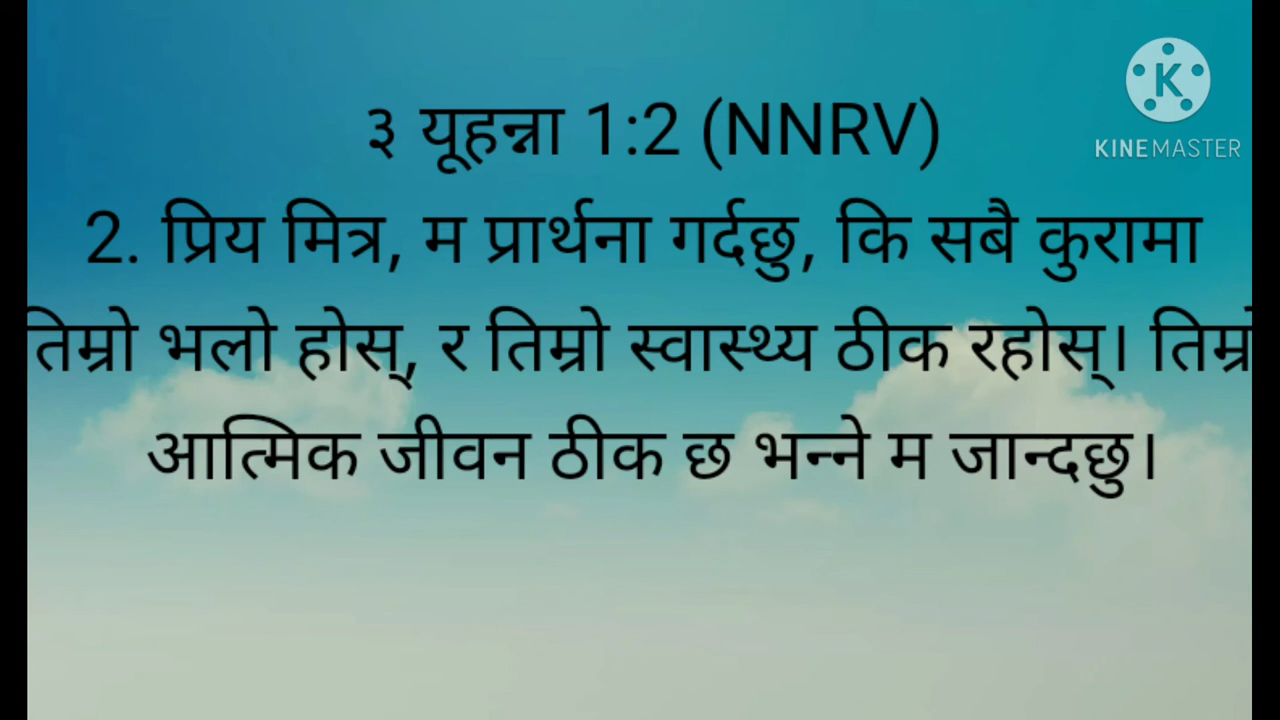 ३ यूहन्ना 1:2 (NNRV)
2. प्रिय मित्र, म प्रार्थना गर्दछु, कि सबै कुरामा
तिम्रो भलो होस्, र तिम्रो स्वास्थ्य ठीक रहोस्। तिम्रो
आत्मिक जीवन ठीक छ भन्ने म जान्दछु।
K
KINEMASTER